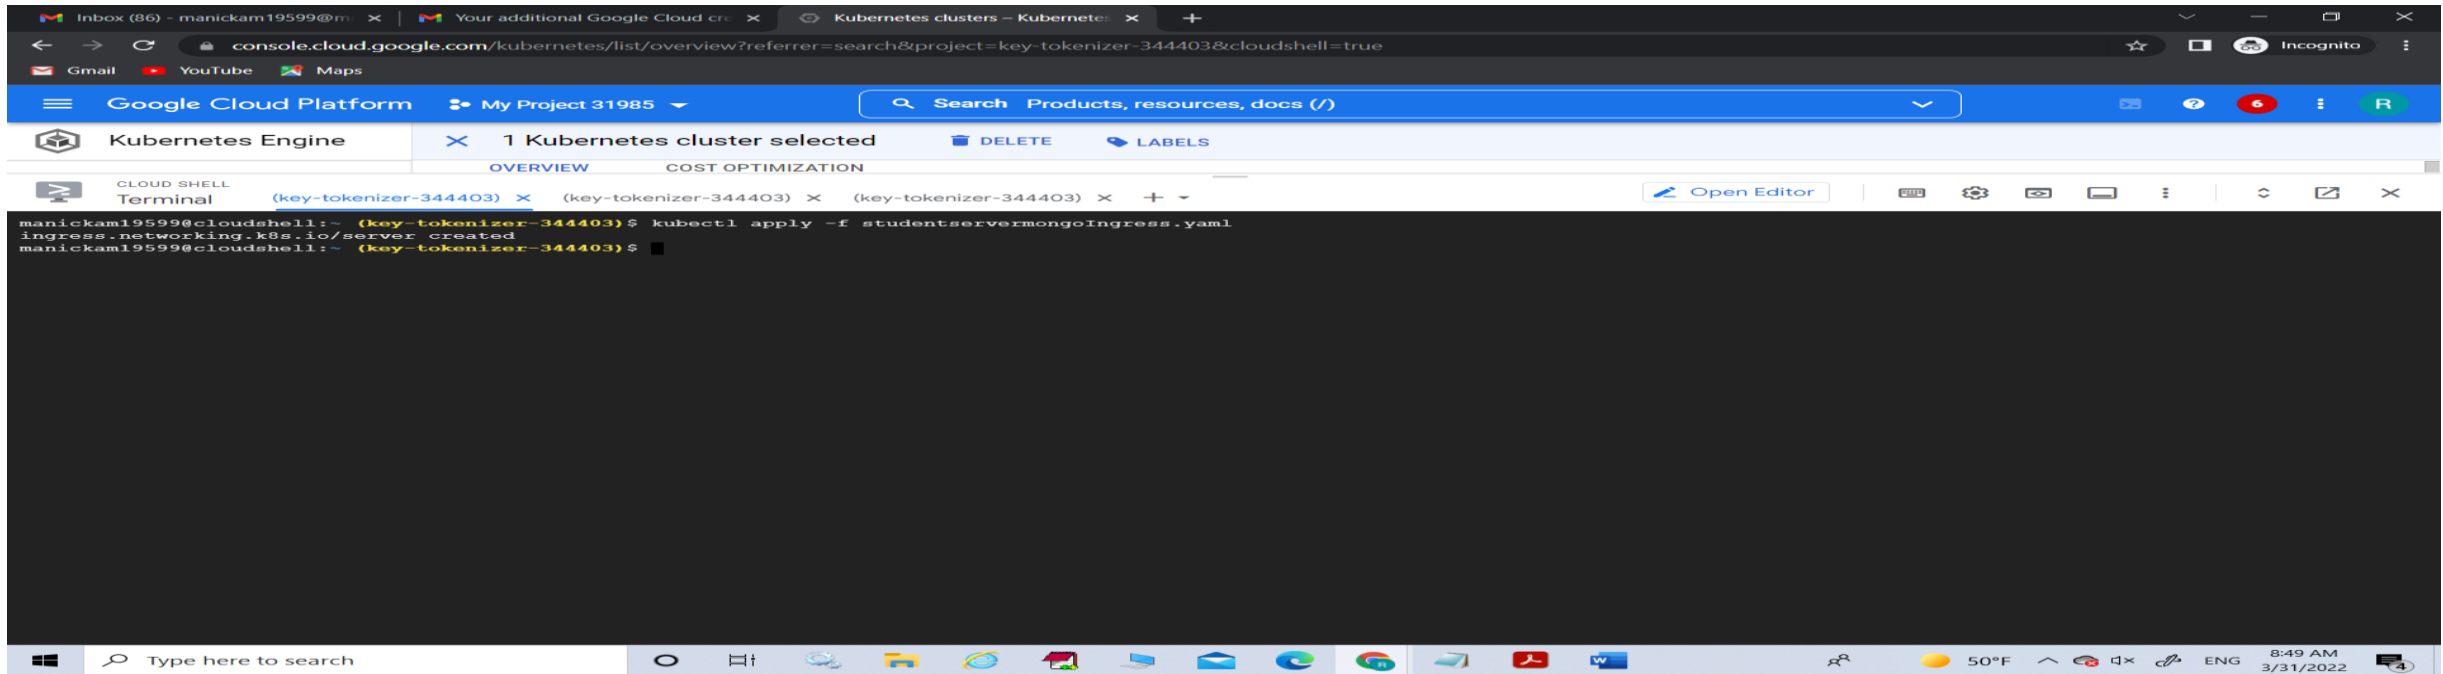 Inbox (86) - manickam19599@m
Your additional Google Cloud cre
Kubernetes clusters – Kubernetes
console.cloud.google.com/kubernetes/list/overview?referrer=search&project=key-tokenizer-344403&cloudshell=true
Incognito
Gmail YouTube Maps
Google Cloud Platform My Project 31985 Search Products, resources, docs (/) 6 R
Kubernetes Engine 1 Kubernetes cluster selected DELETE LABELS
OVERVIEW COST OPTIMIZATION
CLOUD SHELL
Terminal (key-tokenizer-344403) (key-tokenizer-344403) (key-tokenizer-344403) Open Editor
manickam19599@cloudshell:~ (key-tokenizer-344403)$ kubectl apply -f studentservermongoIngress.yaml
ingress.networking.k8s.io/server created
manickam19599@cloudshell:~ (key-tokenizer-344403)$
Type here to search 50°F ENG
8:49 AM
3/31/2022
4